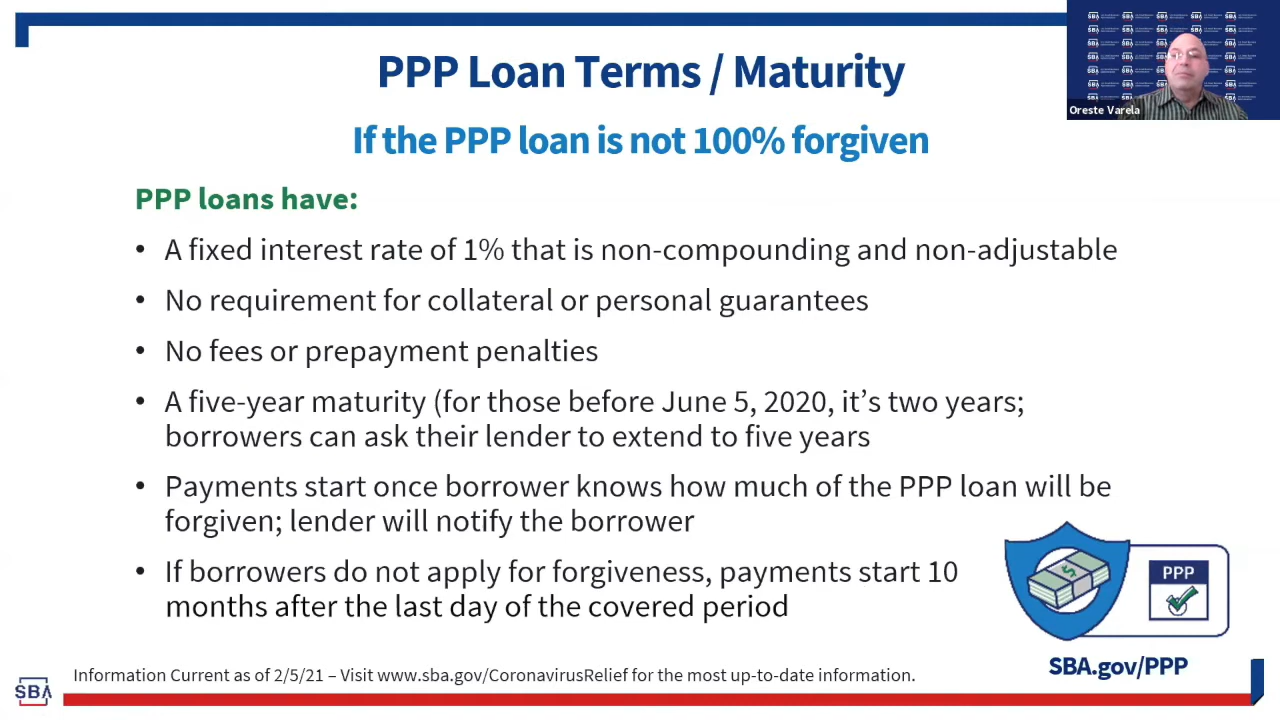 PPP Loan Terms / Maturity
Oreste Varela
If the PPP loan is not 100% forgiven
PPP loans have:
• A fixed interest rate of 1% that is non-compounding and non-adjustable
• No requirement for collateral or personal guarantees
• No fees or prepayment penalties
• A five-year maturity (for those before June 5, 2020, it’s two years;
borrowers can ask their lender to extend to five years
• Payments start once borrower knows how much of the PPP loan will be
forgiven; lender will notify the borrower
• If borrowers do not apply for forgiveness, payments start 10
months after the last day of the covered period
PPP
SBA.gov/PPP
Information Current as of 2/5/21 – Visit www.sba.gov/CoronavirusRelief for the most up-to-date information.
SBA